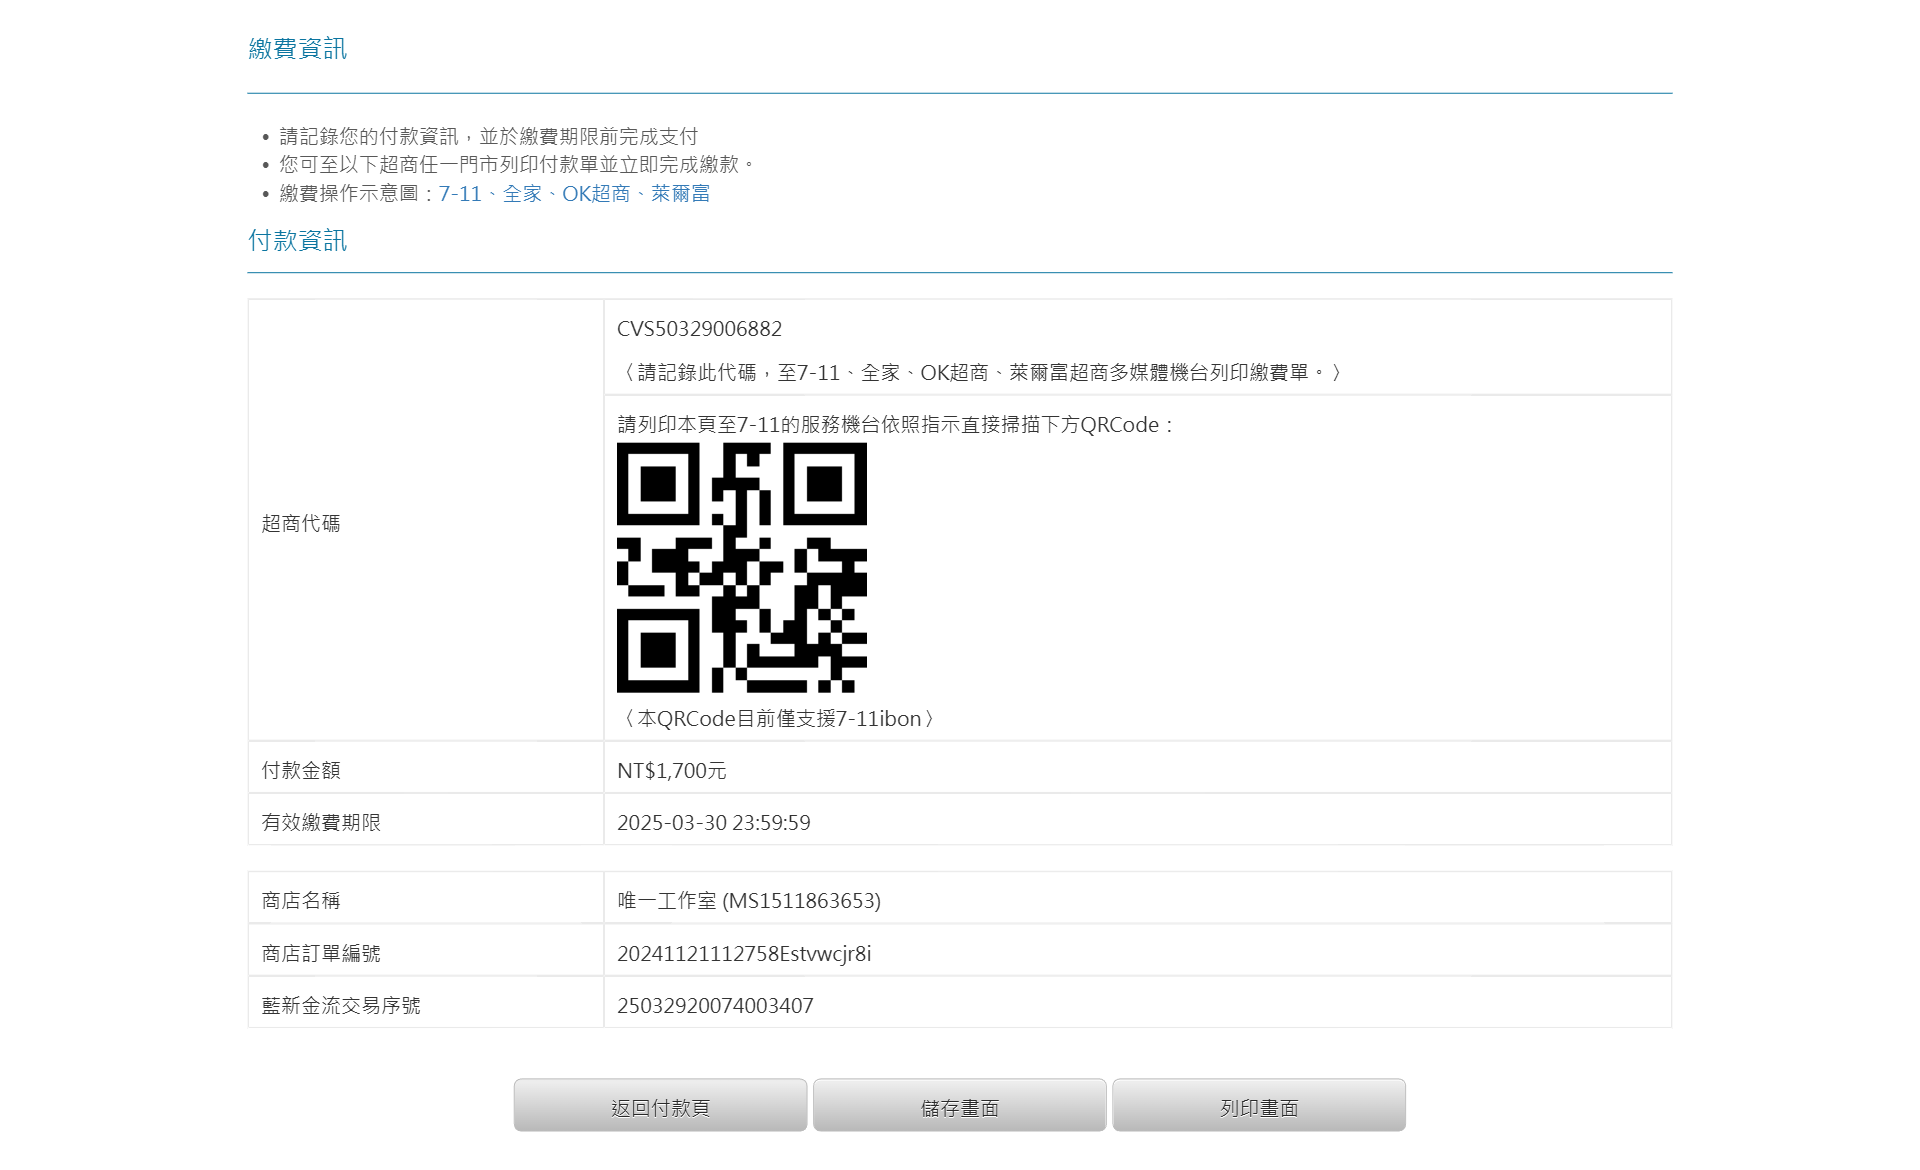 繳費資訊
請記錄您的付款資訊，並於繳費期限前完成支付
您可至以下超商任一門市列印付款單並立即完成繳款。
繳費操作示意圖：7-11、全家、OK超商、萊爾富
付款資訊
超商代碼
CVS50329006882
〈請記錄此代碼，至7-11、全家、OK超商、萊爾富超商多媒體機台列印繳費單。〉
請列印本頁至7-11的服務機台依照指示直接掃描下方QRCode：
〈本QRCode目前僅支援7-11ibon〉
付款金額 NT$1,700元
有效繳費期限 2025-03-30 23:59:59
商店名稱 唯一工作室 (MS1511863653)
商店訂單編號 20241121112758Estvwcjr8i
藍新金流交易序號 25032920074003407
返回付款頁 儲存畫面 列印畫面